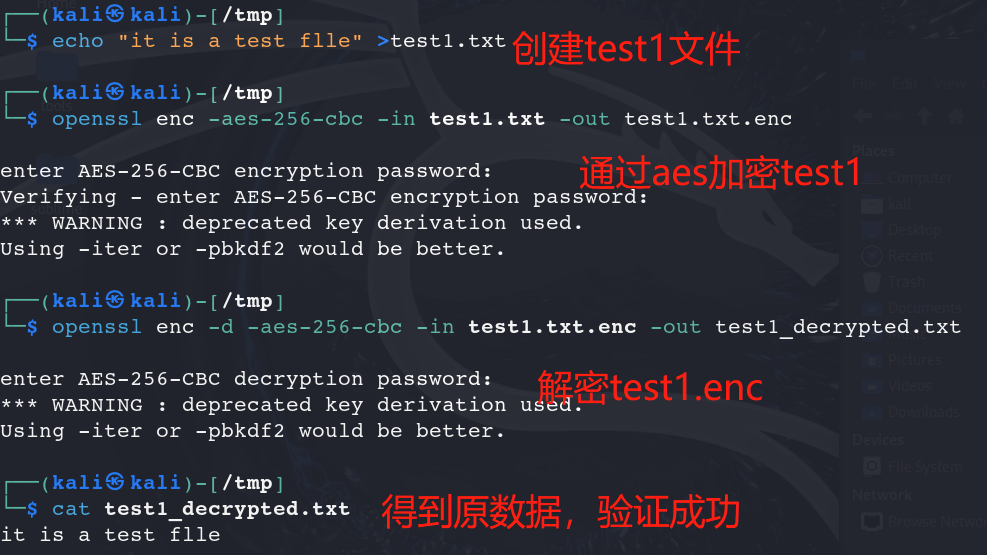 ┌──(kali㉿kali)-[/tmp]
└─$ echo "it is a test flle" >test1.txt
创建test1文件
┌──(kali㉿kali)-[/tmp]
└─$ openssl enc -aes-256-cbc -in test1.txt -out test1.txt.enc
enter AES-256-CBC encryption password:
通过aes加密test1
Verifying - enter AES-256-CBC encryption password:
*** WARNING : deprecated key derivation used.
Using -iter or -pbkdf2 would be better.
┌──(kali㉿kali)-[/tmp]
└─$ openssl enc -d -aes-256-cbc -in test1.txt.enc -out test1_decrypted.txt
enter AES-256-CBC decryption password:
解密test1.enc
*** WARNING : deprecated key derivation used.
Using -iter or -pbkdf2 would be better.
┌──(kali㉿kali)-[/tmp]
└─$ cat test1_decrypted.txt
得到原数据，验证成功
it is a test flle
File Edit View
Places
Computer
kali
Desktop
Recent
Trash
Documents
Music
Pictures
Videos
Downloads
Devices
File System
Network